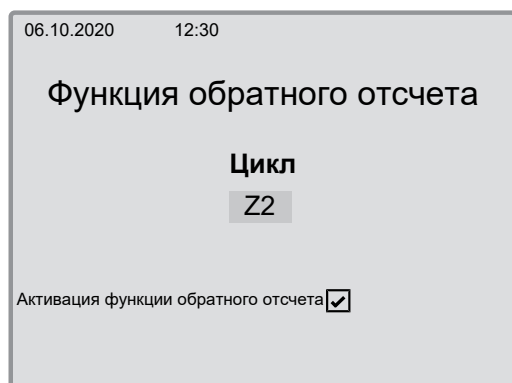 06.10.2020 12:30
Функция обратного отсчета
Цикл
Z2
Активация функции обратного отсчета